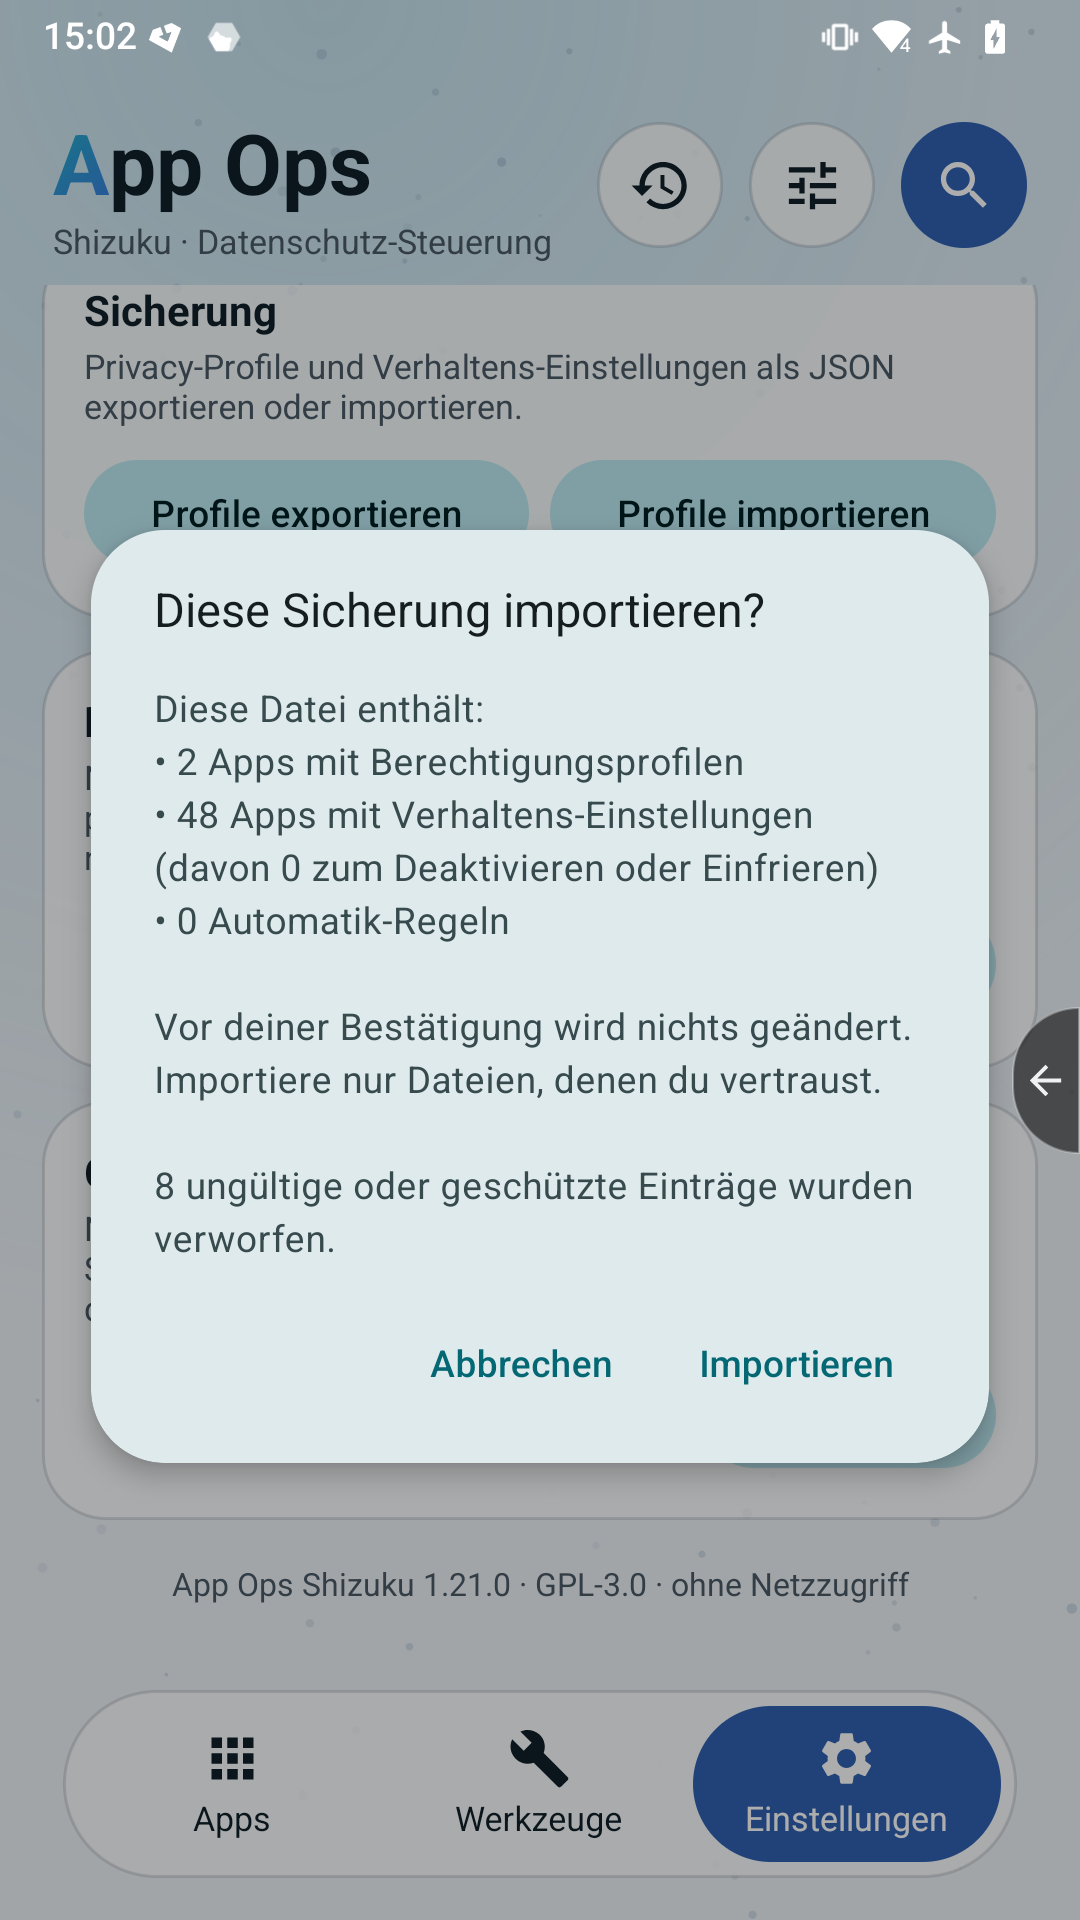 15:02
4
App Ops
Shizuku · Datenschutz-Steuerung
Sicherung
Privacy-Profile und Verhaltens-Einstellungen als JSON
exportieren oder importieren.
Profile exportieren
Profile importieren
Diese Sicherung importieren?
Diese Datei enthält:
• 2 Apps mit Berechtigungsprofilen
• 48 Apps mit Verhaltens-Einstellungen
(davon 0 zum Deaktivieren oder Einfrieren)
• 0 Automatik-Regeln
Vor deiner Bestätigung wird nichts geändert.
Importiere nur Dateien, denen du vertraust.
8 ungültige oder geschützte Einträge wurden
verworfen.
Abbrechen
Importieren
App Ops Shizuku 1.21.0 · GPL-3.0 · ohne Netzzugriff
Apps
Werkzeuge
Einstellungen